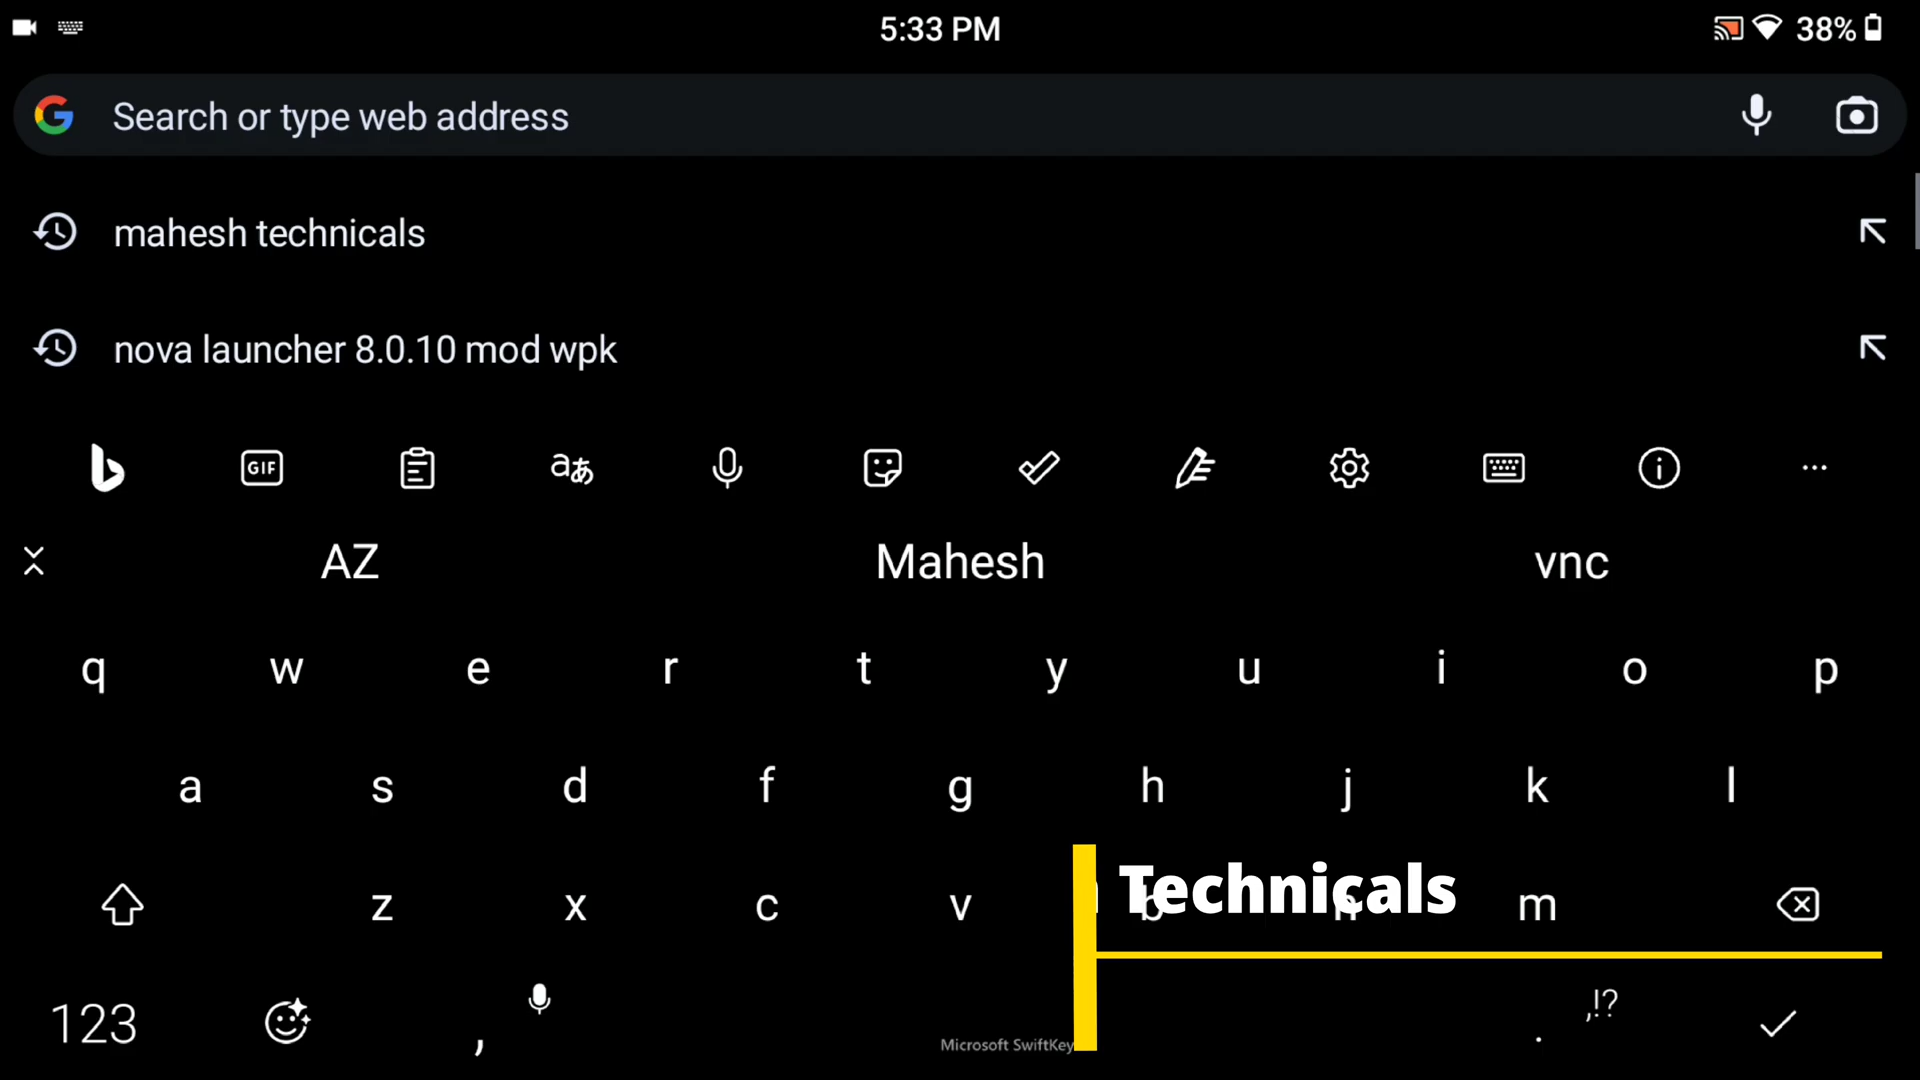 5:33 PM
38%
Search or type web address
mahesh technicals
nova launcher 8.0.10 mod wpk
GIF
aあ
AZ Mahesh vnc
q w e r t y u i o p
a s d f g h j k l
Technicals
z x c v b n m
123 , . ,!?
Microsoft SwiftKey